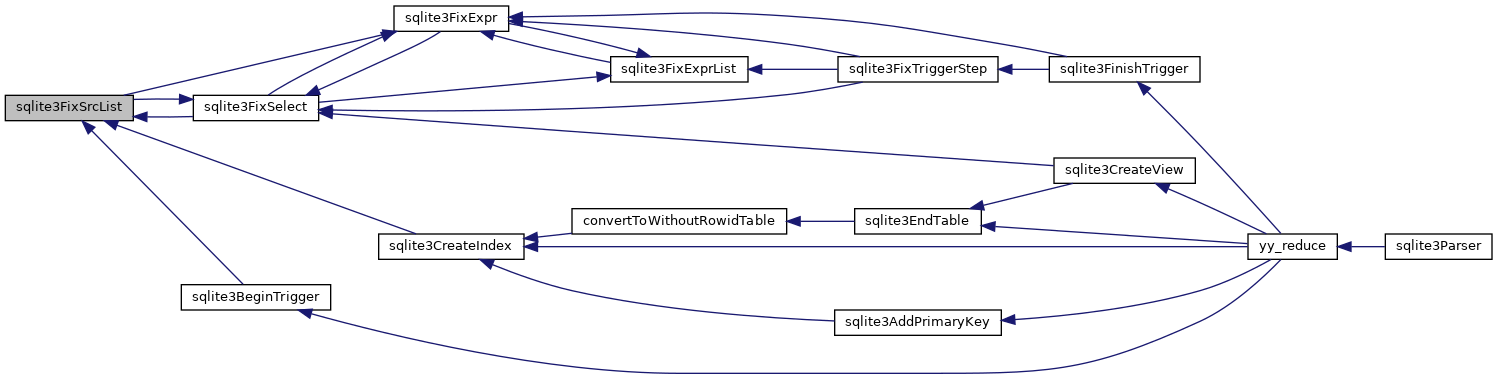 sqlite3FixExpr
sqlite3FixExprList
sqlite3FixTriggerStep
sqlite3FinishTrigger
sqlite3FixSrcList
sqlite3FixSelect
sqlite3CreateView
convertToWithoutRowidTable
sqlite3EndTable
sqlite3CreateIndex
yy_reduce
sqlite3Parser
sqlite3BeginTrigger
sqlite3AddPrimaryKey